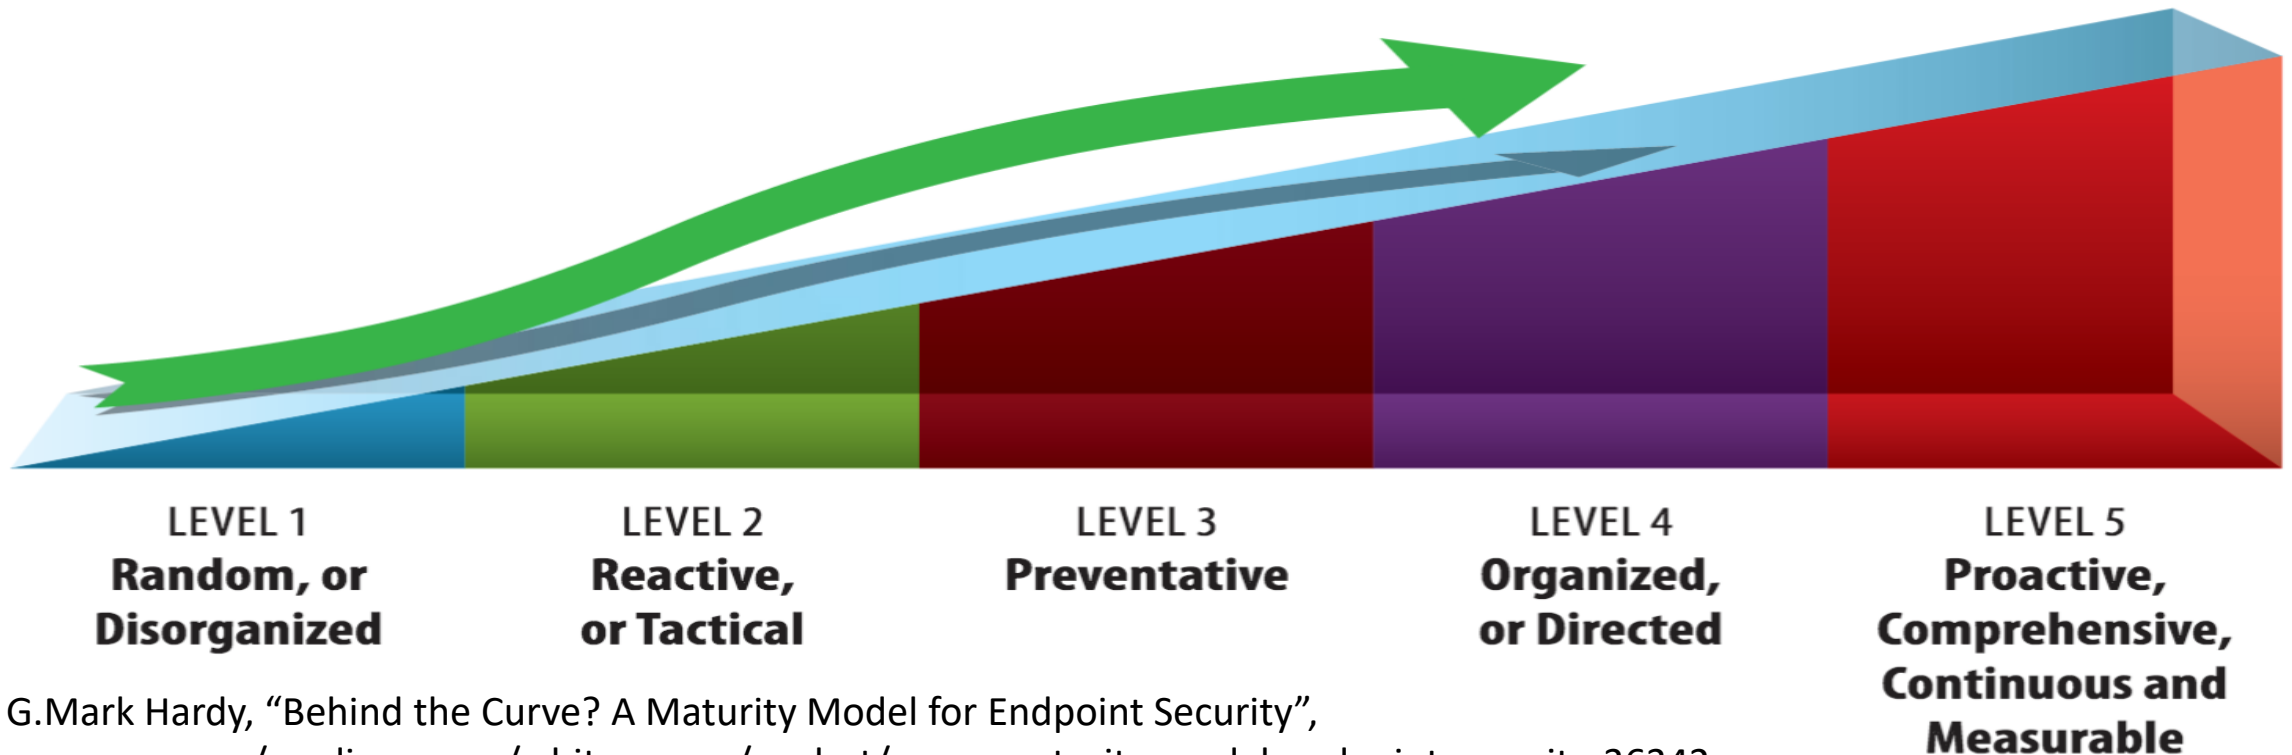 LEVEL 1
Random, or
Disorganized
LEVEL 2
Reactive,
or Tactical
LEVEL 3
Preventative
LEVEL 4
Organized,
or Directed
LEVEL 5
Proactive,
Comprehensive,
Continuous and
Measurable
G.Mark Hardy, “Behind the Curve? A Maturity Model for Endpoint Security”,